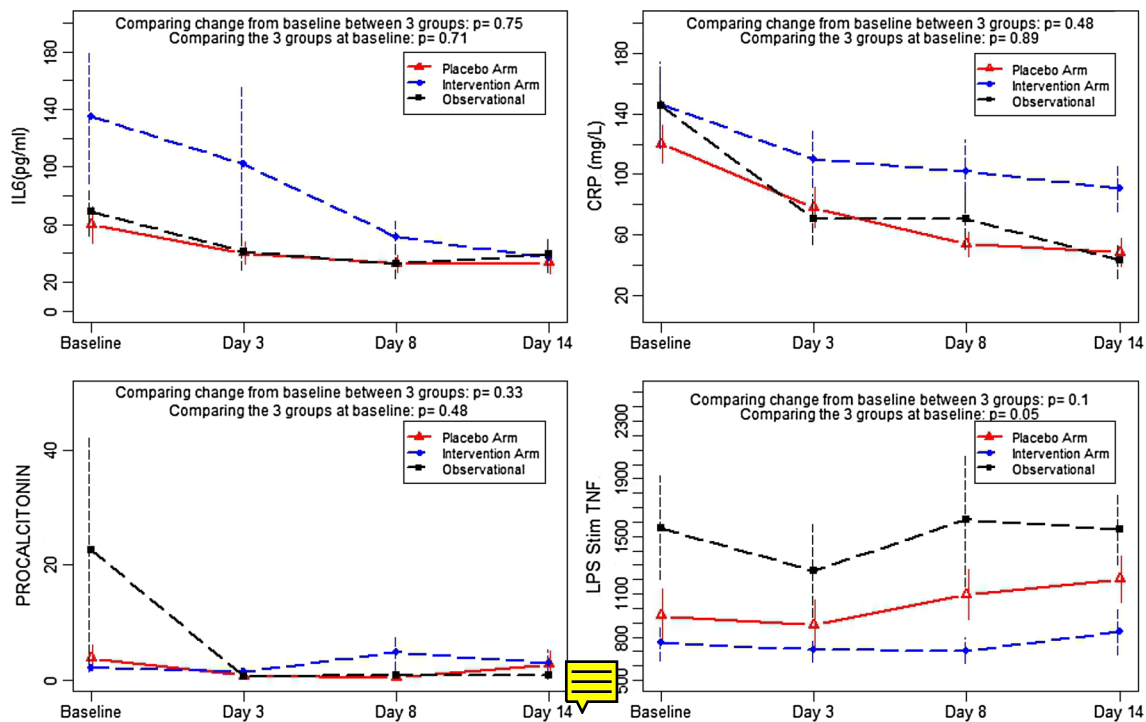 Comparing change from baseline between 3 groups: p= 0.75
Comparing the 3 groups at baseline: p= 0.71
Placebo Arm
Intervention Arm
Observational
IL6(pg/ml)
180
140
100
60
20
0
Baseline
Day 3
Day 8
Day 14
Comparing change from baseline between 3 groups: p= 0.48
Comparing the 3 groups at baseline: p= 0.89
Placebo Arm
Intervention Arm
Observational
CRP (mg/L)
180
140
100
60
20
Baseline
Day 3
Day 8
Day 14
Comparing change from baseline between 3 groups: p= 0.33
Comparing the 3 groups at baseline: p= 0.48
Placebo Arm
Intervention Arm
Observational
PROCALCITONIN
40
20
0
Baseline
Day 3
Day 8
Day 14
Comparing change from baseline between 3 groups: p= 0.1
Comparing the 3 groups at baseline: p= 0.05
Placebo Arm
Intervention Arm
Observational
LPS Stim TNF
2300
1900
1500
1100
800
500
Baseline
Day 3
Day 8
Day 14